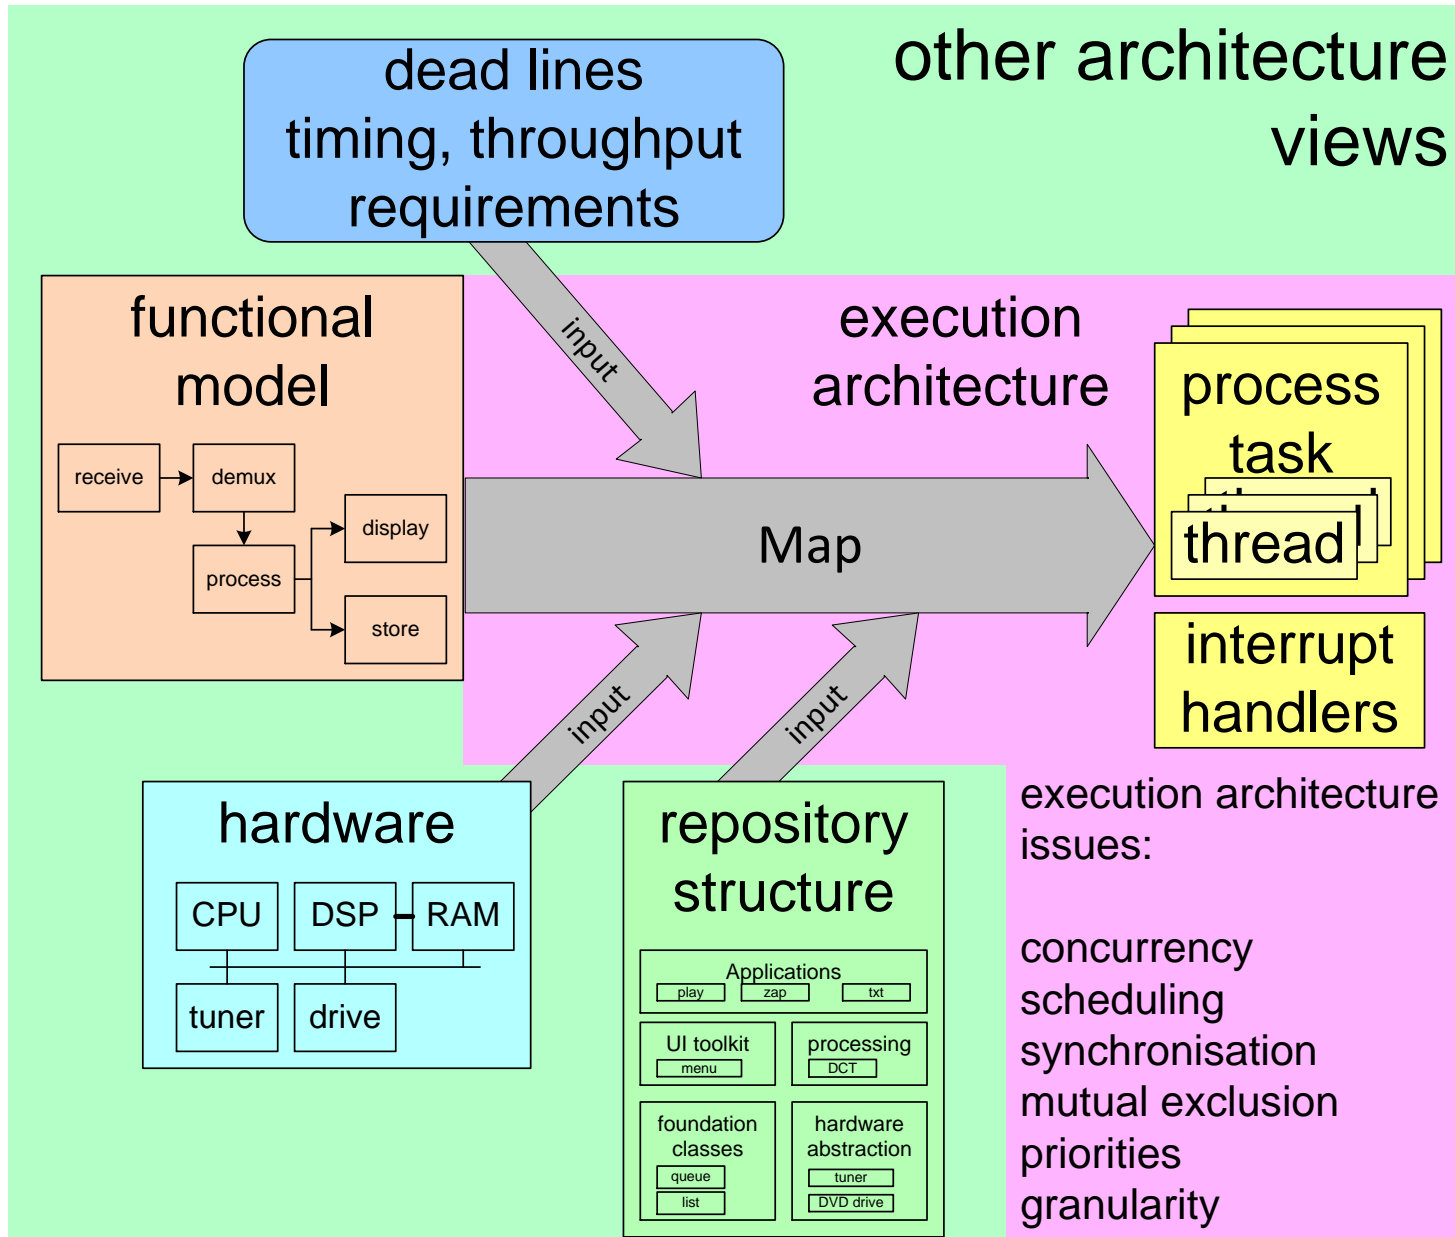 other architecture
views
dead lines
timing, throughput
requirements
functional
model
receive
demux
process
display
store
input
execution
architecture
Map
process
task
thread
interrupt
handlers
input
input
hardware
CPU
DSP
RAM
tuner
drive
repository
structure
Applications
play
zap
txt
UI toolkit
menu
processing
DCT
foundation
classes
queue
list
hardware
abstraction
tuner
DVD drive
execution architecture
issues:
concurrency
scheduling
synchronisation
mutual exclusion
priorities
granularity